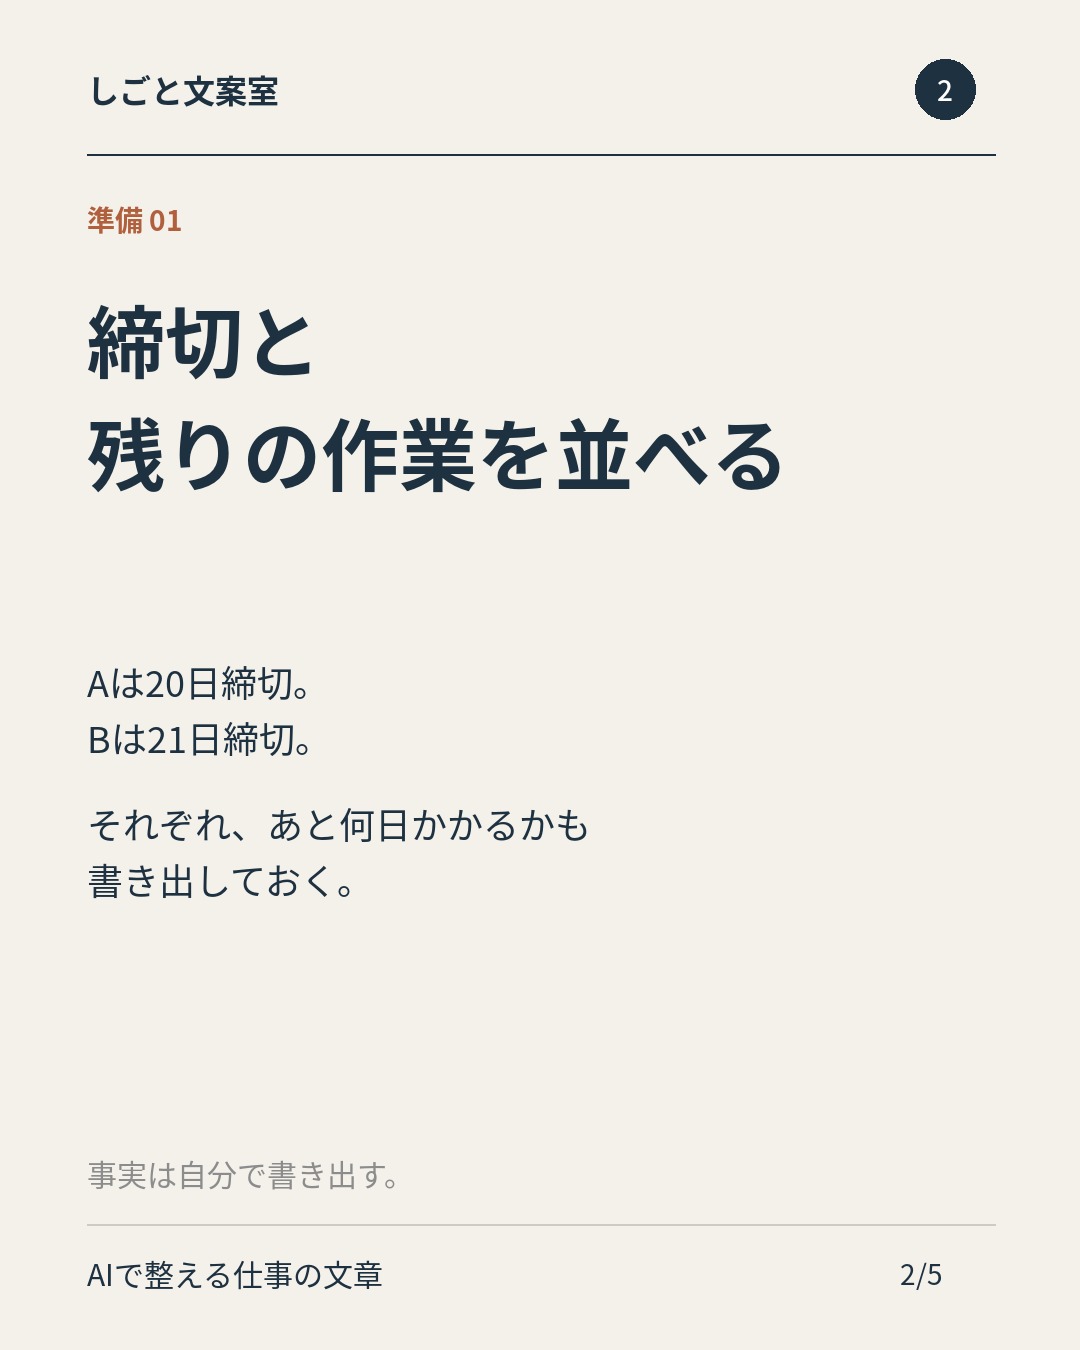 しごと文案室
2
準備 01
締切と
残りの作業を並べる
Aは20日締切。
Bは21日締切。
それぞれ、あと何日かかるかも
書き出しておく。
事実は自分で書き出す。
AIで整える仕事の文章
2/5